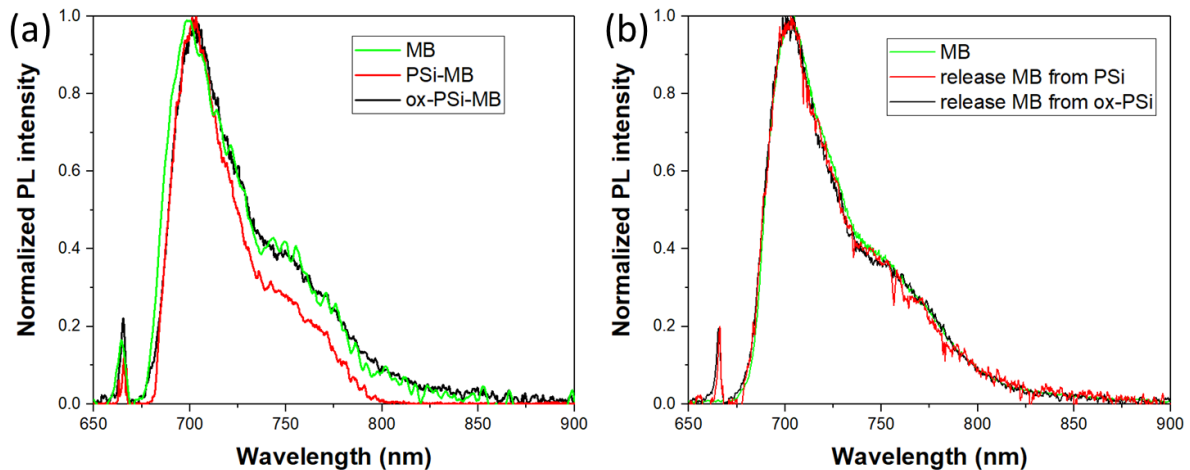 (a)
Normalized PL intensity
1.0
0.8
0.6
0.4
0.2
0.0
MB
PSi-MB
ox-PSi-MB
650 700 750 800 850 900
Wavelength (nm)
(b)
Normalized PL intensity
1.0
0.8
0.6
0.4
0.2
0.0
MB
release MB from PSi
release MB from ox-PSi
650 700 750 800 850 900
Wavelength (nm)